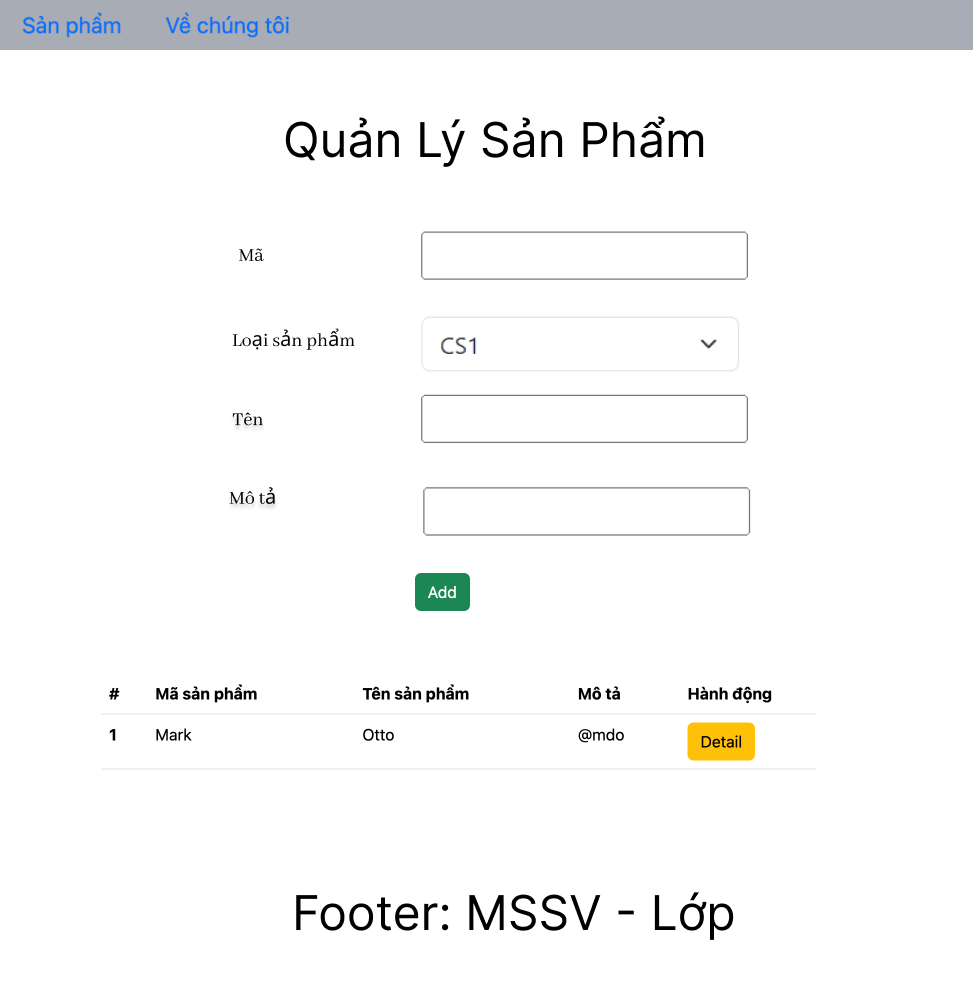 Sản phẩm Về chúng tôi
Quản Lý Sản Phẩm
Mã
Loại sản phẩm CS1
Tên
Mô tả
Add
# Mã sản phẩm Tên sản phẩm Mô tả Hành động
1 Mark Otto @mdo Detail
Footer: MSSV - Lớp